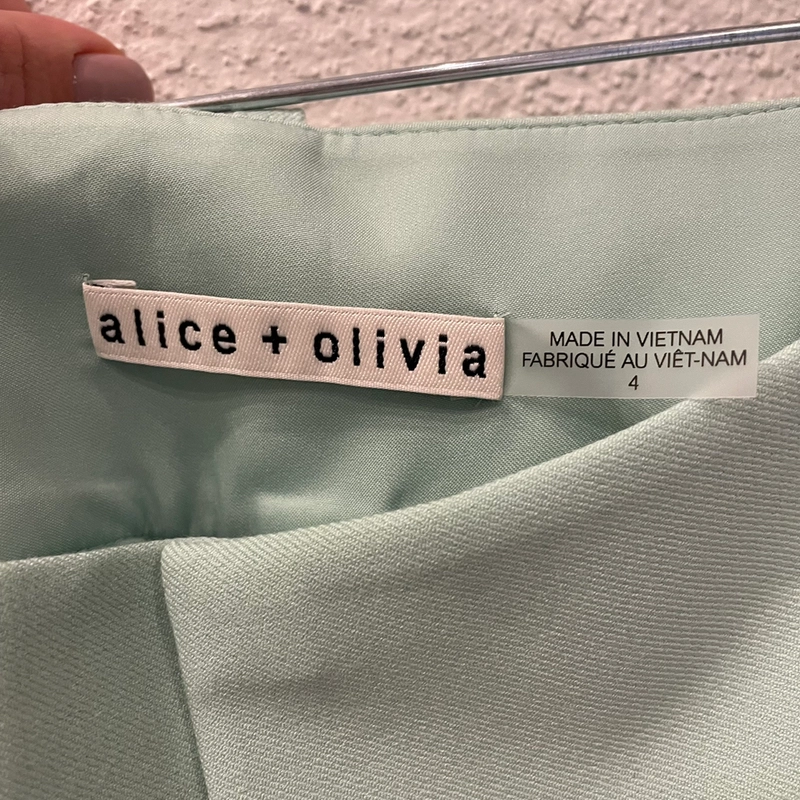 alice + olivia
MADE IN VIETNAM
FABRIQUÉ AU VIÊT-NAM
4